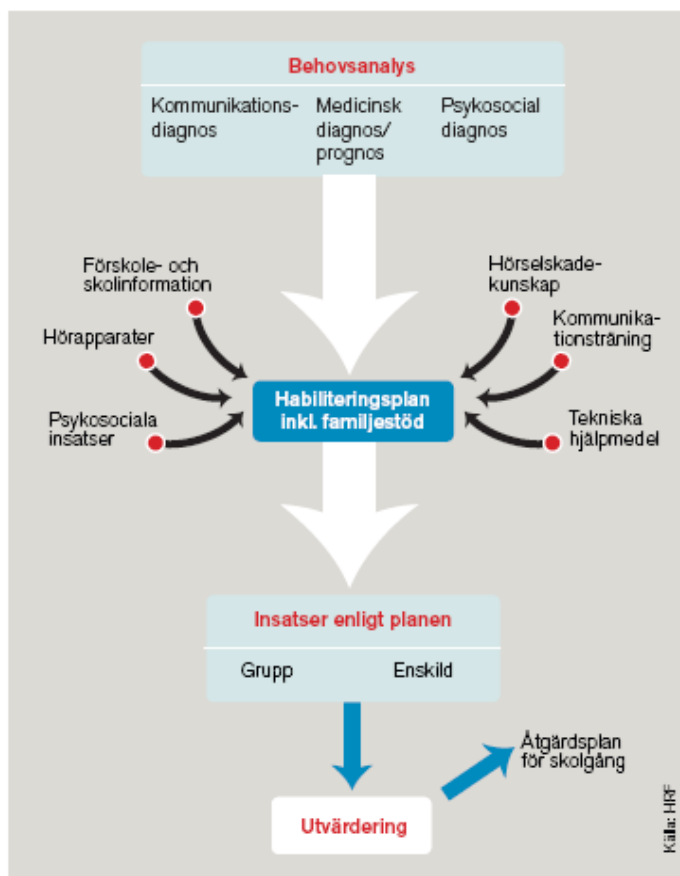 Behovsanalys
Kommunikations-
diagnos
Medicinsk
diagnos/
prognos
Psykosocial
diagnos
Förskole- och
skolinformation
Hörapparater
Psykosociala
insatser
Hörselskade-
kunskap
Kommunika-
tionsträning
Tekniska
hjälpmedel
Habiliteringsplan
inkl. familjestöd
Insatser enligt planen
Grupp
Enskild
Åtgärdsplan
för skolgång
Utvärdering
Källa: HRF